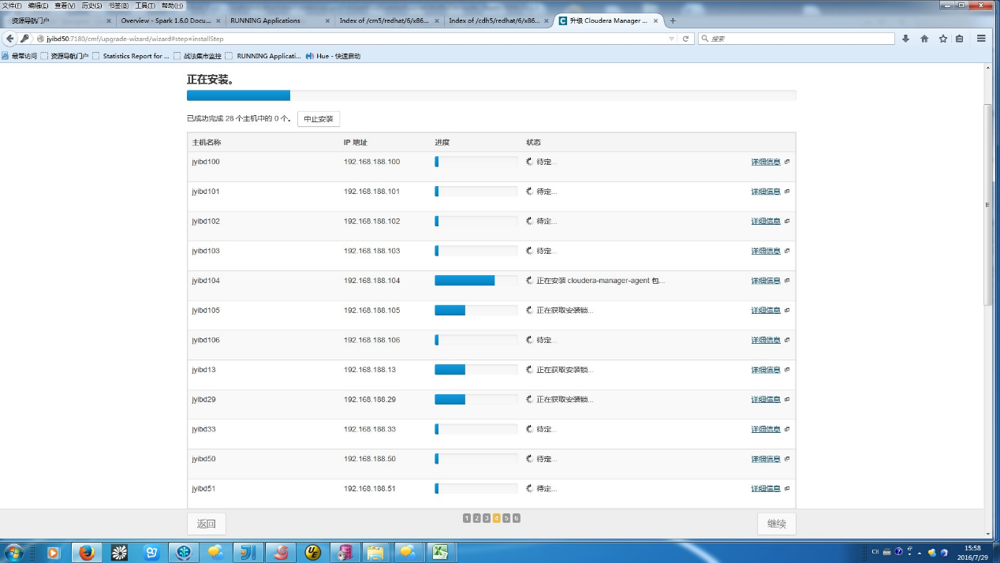 文件(F) 编辑(E) 查看(V) 历史(S) 书签(B) 工具(T) 帮助(H)
资源导航门户 × Overview - Spark 1.6.0 Docu... × RUNNING Applications × Index of /cm5/redhat/6/x86... × Index of /cdh5/redhat/6/x86... × 升级 Cloudera Manager ... × +
jyibd50:7180/cmf/upgrade-wizard/wizard#step=installStep 搜索
最常访问 资源导航门户 Statistics Report for ... 战法集市监控 RUNNING Applicati... Hue - 快速启动
正在安装。
已成功完成 28 个主机中的 0 个。 中止安装
主机名称 IP 地址 进度 状态
jyibd100 192.168.188.100 待定... 详细信息
jyibd101 192.168.188.101 待定... 详细信息
jyibd102 192.168.188.102 待定... 详细信息
jyibd103 192.168.188.103 待定... 详细信息
jyibd104 192.168.188.104 正在安装 cloudera-manager-agent 包... 详细信息
jyibd105 192.168.188.105 正在获取安装锁... 详细信息
jyibd106 192.168.188.106 待定... 详细信息
jyibd13 192.168.188.13 正在获取安装锁... 详细信息
jyibd29 192.168.188.29 正在获取安装锁... 详细信息
jyibd33 192.168.188.33 待定... 详细信息
jyibd50 192.168.188.50 待定... 详细信息
jyibd51 192.168.188.51 待定... 详细信息
返回 1 2 3 4 5 6 继续
CH 15:58
2016/7/29